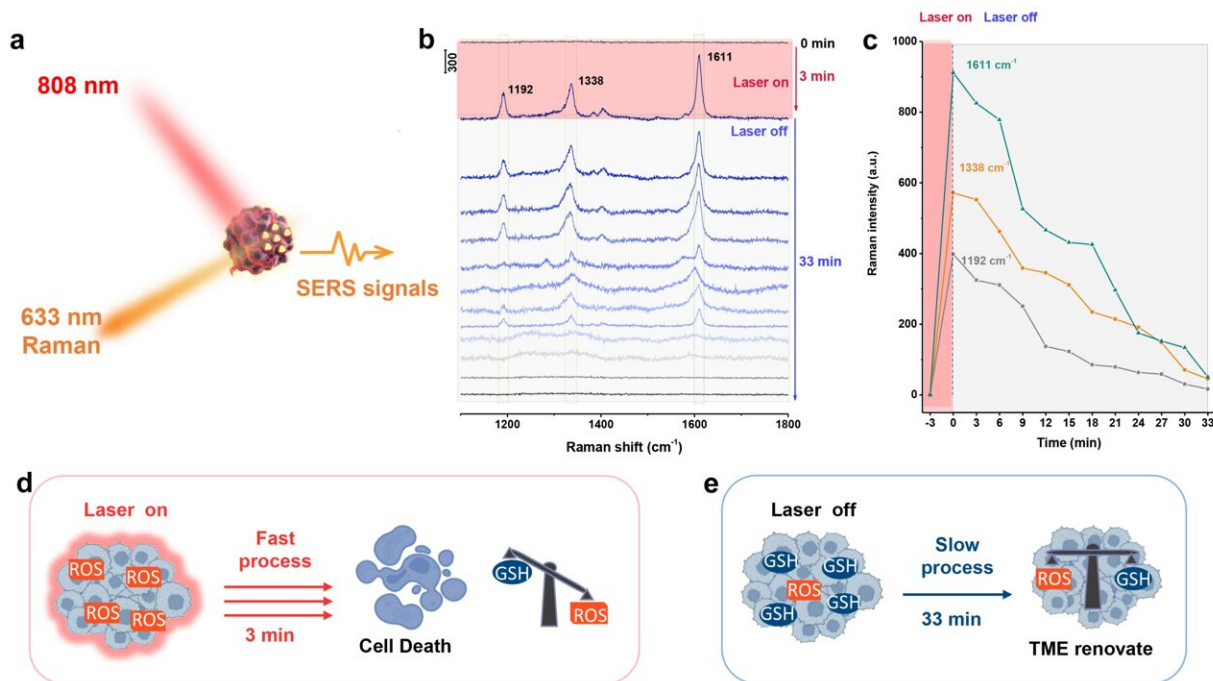 a
808 nm
633 nm
Raman
SERS signals
b
300
1192
1338
1611
0 min
3 min
Laser on
Laser off
33 min
1200
1400
1600
1800
Raman shift (cm⁻¹)
Laser on Laser off
c
1000
800
600
400
200
0
Raman intensity (a.u.)
1611 cm⁻¹
1338 cm⁻¹
1192 cm⁻¹
-3 0 3 6 9 12 15 18 21 24 27 30 33
Time (min)
d
Laser on
ROS
ROS
ROS
ROS
Fast
process
3 min
Cell Death
GSH
ROS
e
Laser off
GSH
GSH
ROS
GSH
GSH
Slow
process
33 min
ROS
GSH
TME renovate